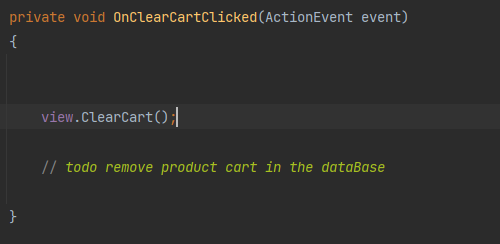 private void OnClearCartClicked(ActionEvent event)
{
view.ClearCart();
// todo remove product cart in the dataBase
}